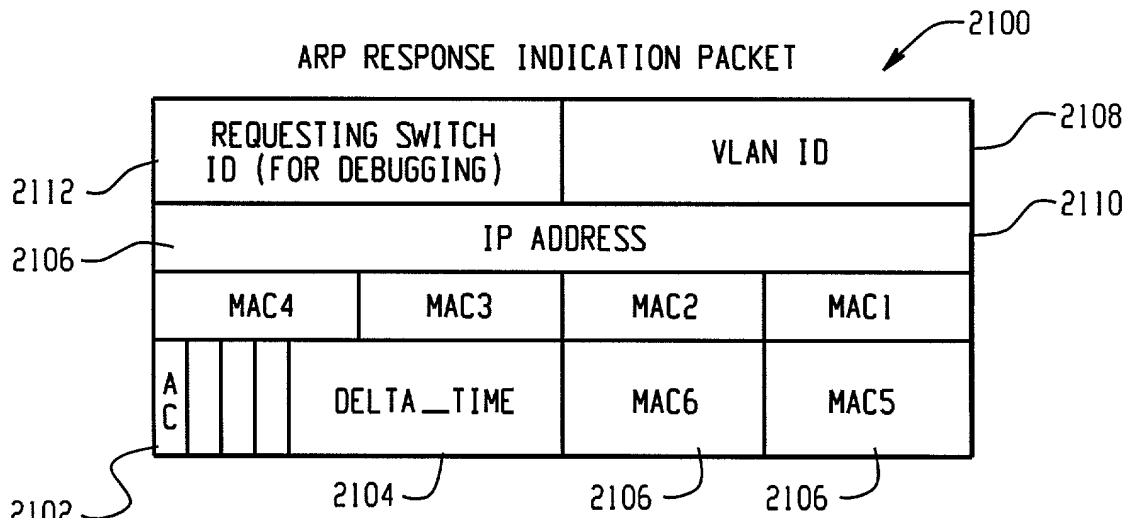 2100
ARP RESPONSE INDICATION PACKET
REQUESTING SWITCH
ID (FOR DEBUGGING)
VLAN ID
2108
2112
2110
IP ADDRESS
2106
MAC4 MAC3 MAC2 MAC1
AC DELTA_TIME MAC6 MAC5
2102 2104 2106 2106